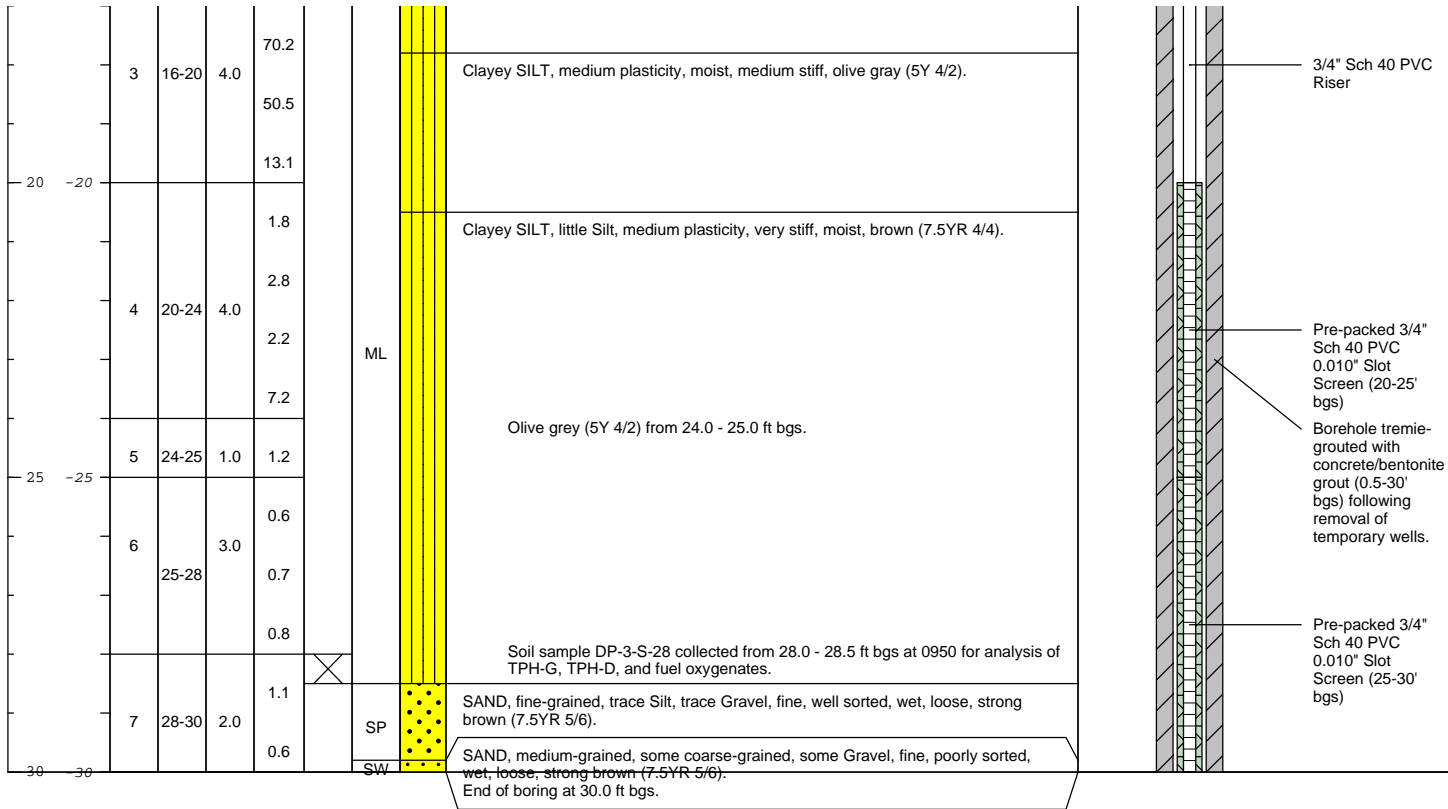 70.2
3 16-20 4.0
Clayey SILT, medium plasticity, moist, medium stiff, olive gray (5Y 4/2).
3/4" Sch 40 PVC
Riser
50.5
13.1
20 -20
1.8
Clayey SILT, little Silt, medium plasticity, very stiff, moist, brown (7.5YR 4/4).
2.8
4 20-24 4.0
2.2
ML
7.2
Pre-packed 3/4"
Sch 40 PVC
0.010" Slot
Screen (20-25'
bgs)
Olive grey (5Y 4/2) from 24.0 - 25.0 ft bgs.
5 24-25 1.0 1.2
25 -25
Borehole tremie-
grouted with
concrete/bentonite
grout (0.5-30'
bgs) following
removal of
temporary wells.
0.6
6 3.0
25-28
0.7
0.8
Soil sample DP-3-S-28 collected from 28.0 - 28.5 ft bgs at 0950 for analysis of
TPH-G, TPH-D, and fuel oxygenates.
Pre-packed 3/4"
Sch 40 PVC
0.010" Slot
Screen (25-30'
bgs)
1.1
SAND, fine-grained, trace Silt, trace Gravel, fine, well sorted, wet, loose, strong
brown (7.5YR 5/6).
7 28-30 2.0
SP
0.6
SAND, medium-grained, some coarse-grained, some Gravel, fine, poorly sorted,
wet, loose, strong brown (7.5YR 5/6).
SW
30 -30
End of boring at 30.0 ft bgs.